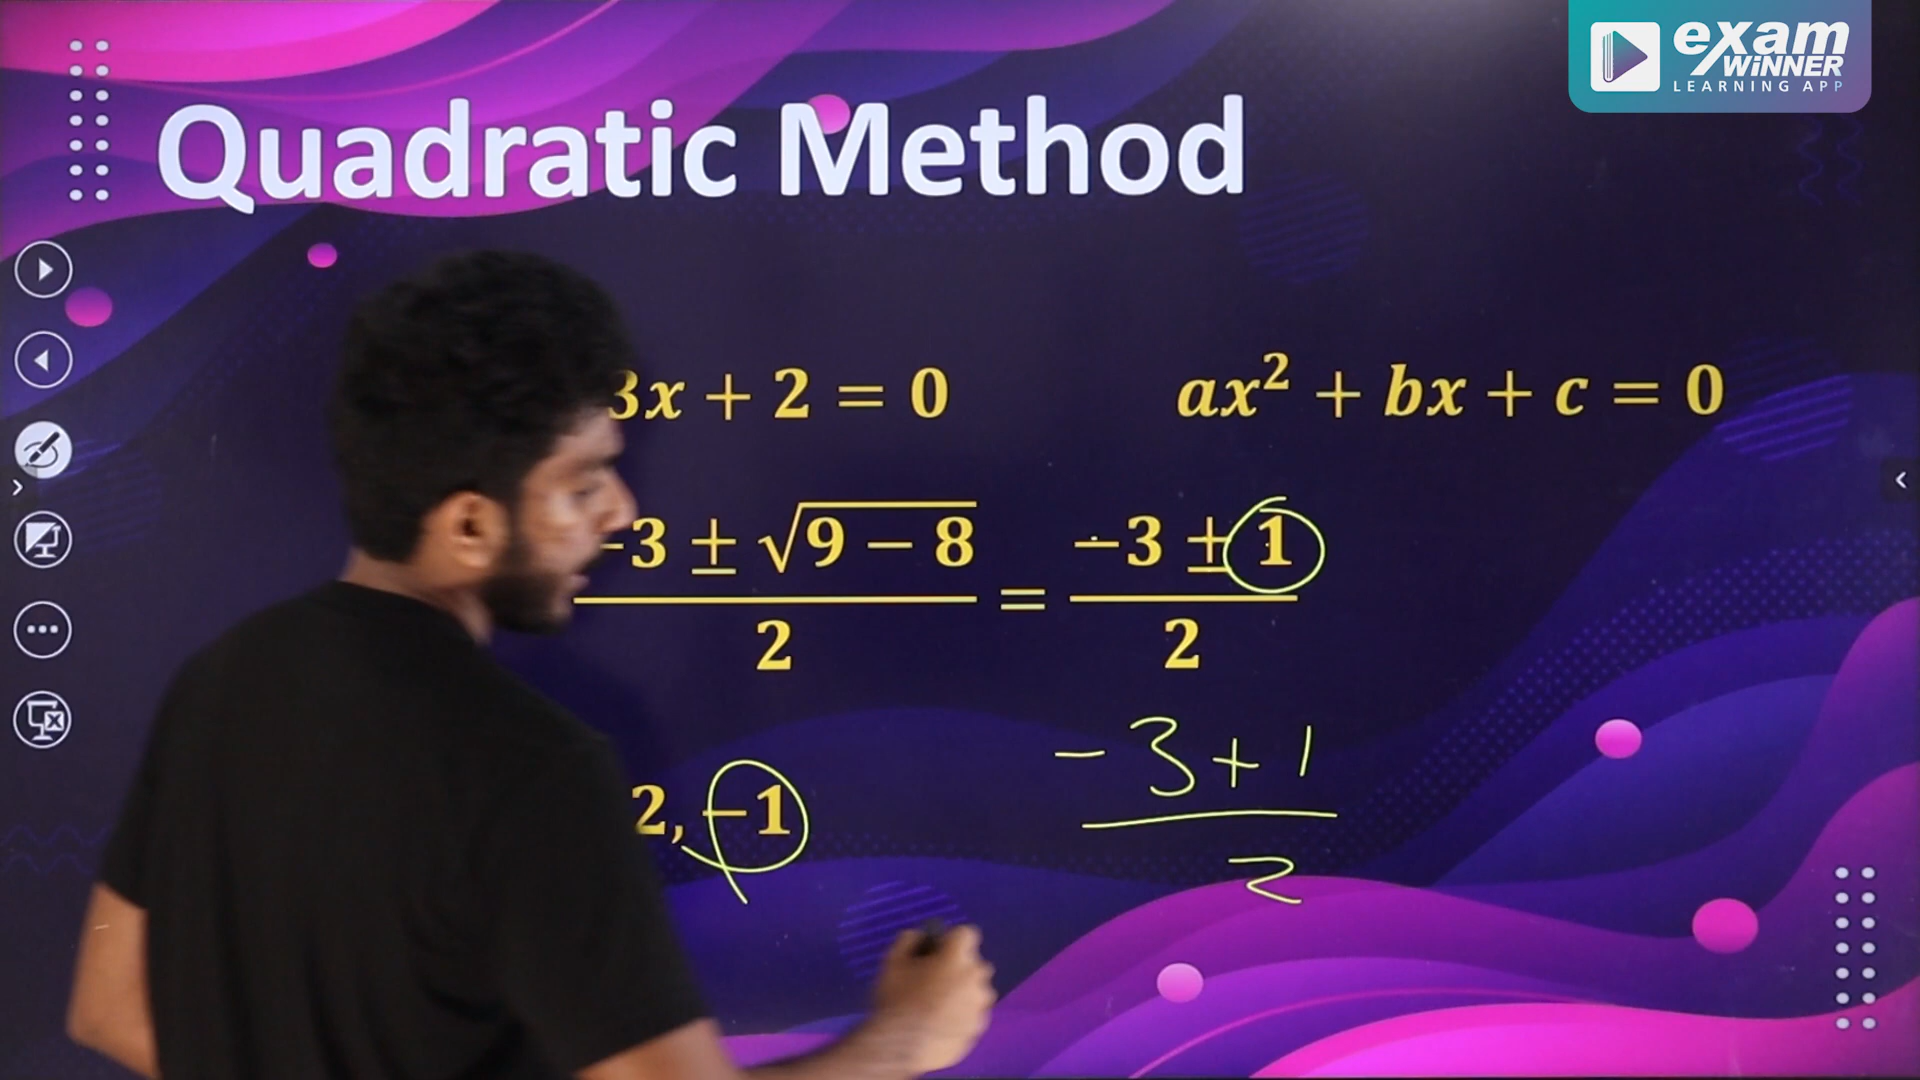 exam
WiNNER
LEARNING APP
Quadratic Method
3x + 2 = 0
ax² + bx + c = 0
-3 ± √9 − 8
2
=
−3 ± 1
2
2, −1
-3+1
2